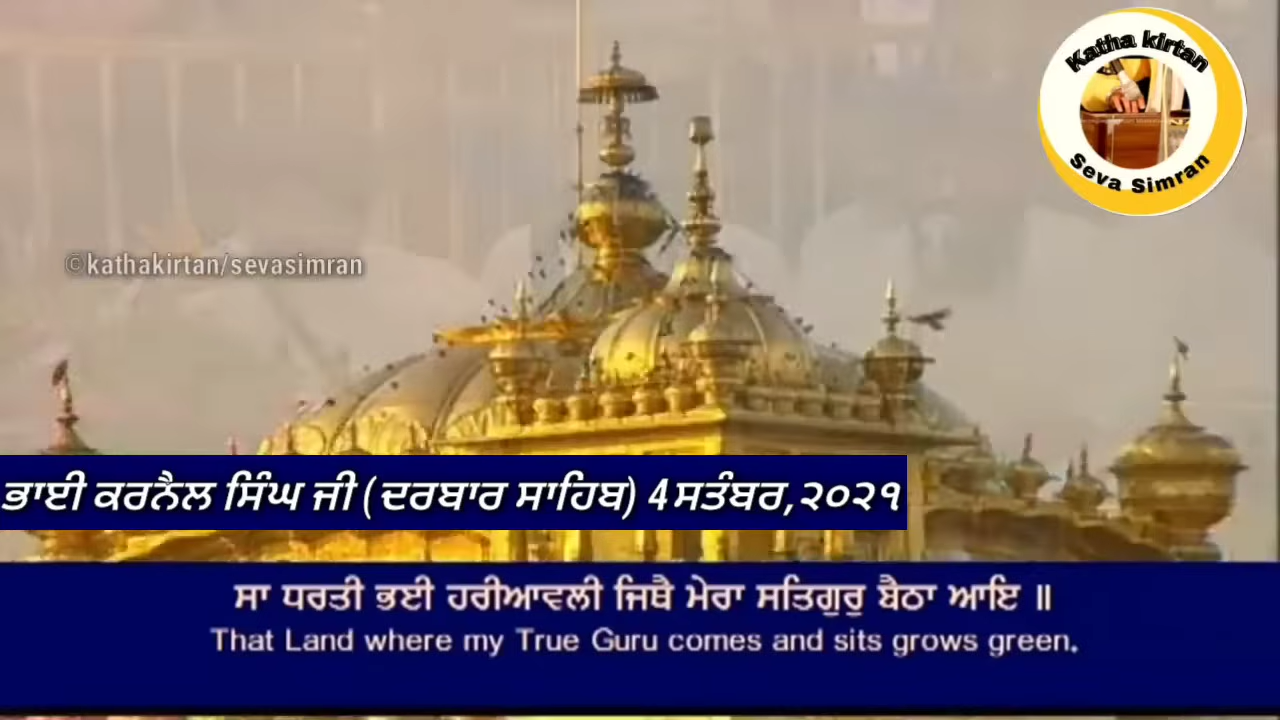 Katha kirtan
Seva Simran
©kathakirtan/sevasimran
ਭਾਈ ਕਰਨੈਲ ਸਿੰਘ ਜੀ (ਦਰਬਾਰ ਸਾਹਿਬ) 4 ਸਤੰਬਰ,੨੦੨੧
ਸਾ ਧਰਤੀ ਭਈ ਹਰੀਆਵਲੀ ਜਿਥੈ ਮੇਰਾ ਸਤਿਗੁਰੁ ਬੈਠਾ ਆਇ ॥
That Land where my True Guru comes and sits grows green.